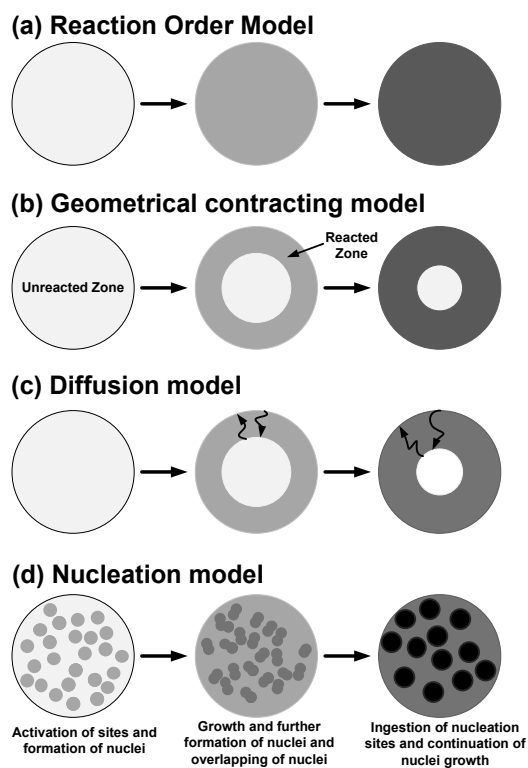 (a) Reaction Order Model
(b) Geometrical contracting model
Reacted
Zone
Unreacted Zone
(c) Diffusion model
(d) Nucleation model
Activation of sites and
formation of nuclei
Growth and further
formation of nuclei and
overlapping of nuclei
Ingestion of nucleation
sites and continuation of
nuclei growth